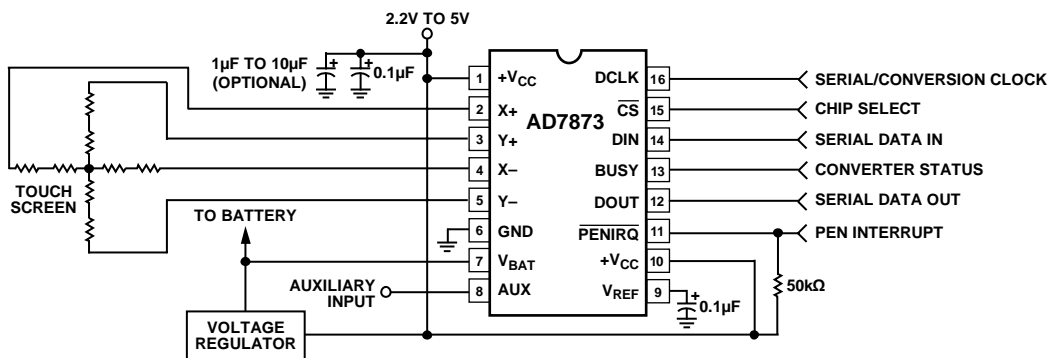 2.2V TO 5V
1µF TO 10µF
(OPTIONAL)
+
+
0.1µF
TOUCH
SCREEN
TO BATTERY
AUXILIARY
INPUT
VOLTAGE
REGULATOR
AD7873
1 +VCC
2 X+
3 Y+
4 X–
5 Y–
6 GND
7 VBAT
8 AUX
DCLK 16 SERIAL/CONVERSION CLOCK
CS 15 CHIP SELECT
DIN 14 SERIAL DATA IN
BUSY 13 CONVERTER STATUS
DOUT 12 SERIAL DATA OUT
PENIRQ 11 PEN INTERRUPT
+VCC 10
VREF 9
+
0.1µF
50kΩ